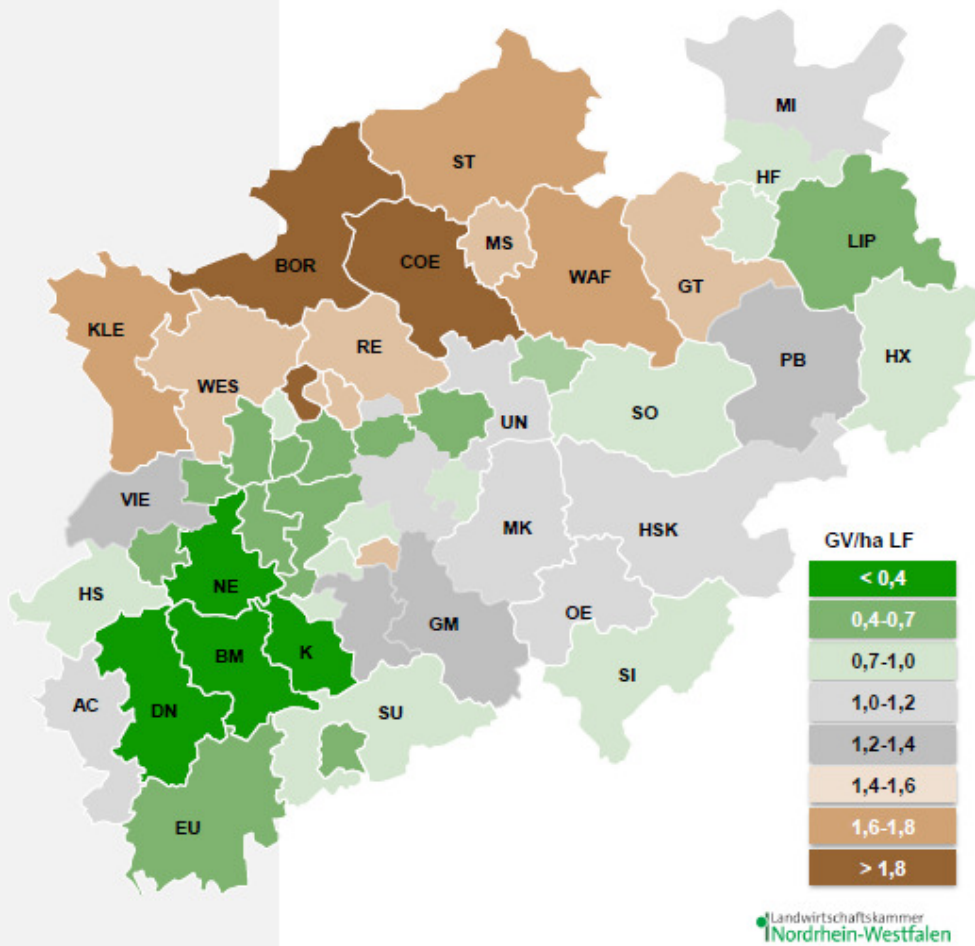 MI
ST
HF
MS
LIP
BOR
COE
WAF
GT
KLE
RE
PB
HX
WES
SO
UN
VIE
MK
HSK
GV/ha LF
NE
< 0,4
HS
OE
0,4-0,7
GM
BM
K
0,7-1,0
SI
AC
DN
SU
1,0-1,2
1,2-1,4
1,4-1,6
EU
1,6-1,8
> 1,8
Landwirtschaftskammer
Nordrhein-Westfalen